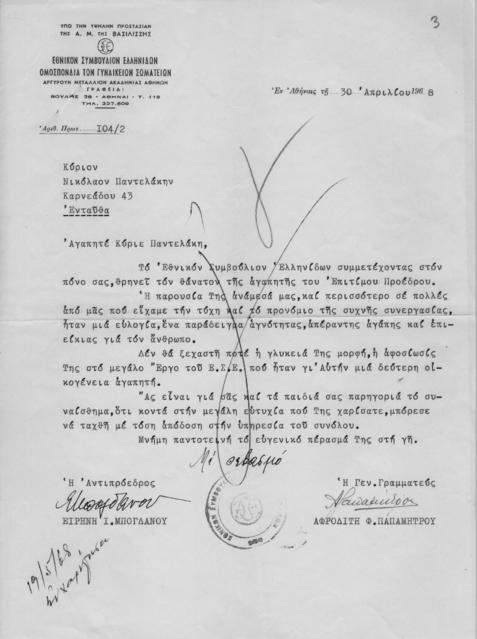 3
ΥΠΟ ΤΗΝ ΥΨΗΛΗΝ ΠΡΟΣΤΑΣΙΑΝ
ΤΗΣ Α. Μ. ΤΗΣ ΒΑΣΙΛΙΣΣΗΣ
ΕΘΝΙΚΟΝ ΣΥΜΒΟΥΛΙΟΝ ΕΛΛΗΝΙΔΩΝ
ΟΜΟΣΠΟΝΔΙΑ ΤΩΝ ΓΥΝΑΙΚΕΙΩΝ ΣΩΜΑΤΕΙΩΝ
ΑΡΓΥΡΟΥΝ ΜΕΤΑΛΛΙΟΝ ΑΚΑΔΗΜΙΑΣ ΑΘΗΝΩΝ
ΓΡΑΦΕΙΑ:
ΒΟΥΛΗΣ 38 - ΑΘΗΝΑΙ - Τ. 118
ΤΗΛ. 227.609
Ἐν Ἀθήναις τῇ 30 Ἀπριλίου 1968
Ἀριθ. Πρωτ. 104/2
Κύριον
Νικόλαον Παντελάκην
Καρνεάδου 43
Ἐνταῦθα
Ἀγαπητέ Κύριε Παντελάκη,
Τό Ἐθνικόν Συμβούλιον Ἑλληνίδων συμμετέχοντας στόν
πόνο σας, θρηνεῖ τόν θάνατον τῆς ἀγαπητῆς του Ἐπιτίμου Προέδρου.
Ἡ παρουσία Της ἀνάμεσά μας, καί περισσότερο σέ πολλές
ἀπό μᾶς πού εἴχαμε τήν τύχη καί τό προνόμιο τῆς συχνῆς συνεργασίας,
ἦταν μιά εὐλογία, ἕνα παράδειγμα ἁγνότητας, ἀπέραντης ἀγάπης καί ἐπι-
είκιας γιά τόν ἄνθρωπο.
Δέν θά ξεχαστῆ ποτέ ἡ γλυκειά Της μορφή, ἡ ἀφοσίωσίς
Της στό μεγάλο Ἔργο τοῦ Ε.Σ.Ε. πού ἦταν γι' Αὐτήν μιά δεύτερη οἰ-
κογένεια ἀγαπητή.
Ἄς εἶναι γιά σᾶς καί τά παιδιά σας παρηγοριά τό συ-
ναίσθημα, ὅτι κοντά στήν μεγάλη εὐτυχία πού Τῆς χαρίσατε, μπόρεσε
νά ταχθῆ μέ τόση ἀπόδοση στήν ὑπηρεσία τοῦ συνόλου.
Μνήμη παντοτεινή τό εὐγενικό πέρασμά Της στή γῆ.
Μέ σεβασμό
Ἡ Ἀντιπρόεδρος
Ἡ Γεν. Γραμματεύς
ΕΙΡΗΝΗ Ι. ΜΠΟΓΔΑΝΟΥ
ΑΦΡΟΔΙΤΗ Φ. ΠΑΠΑΜΗΤΡΟΥ
19/5/68